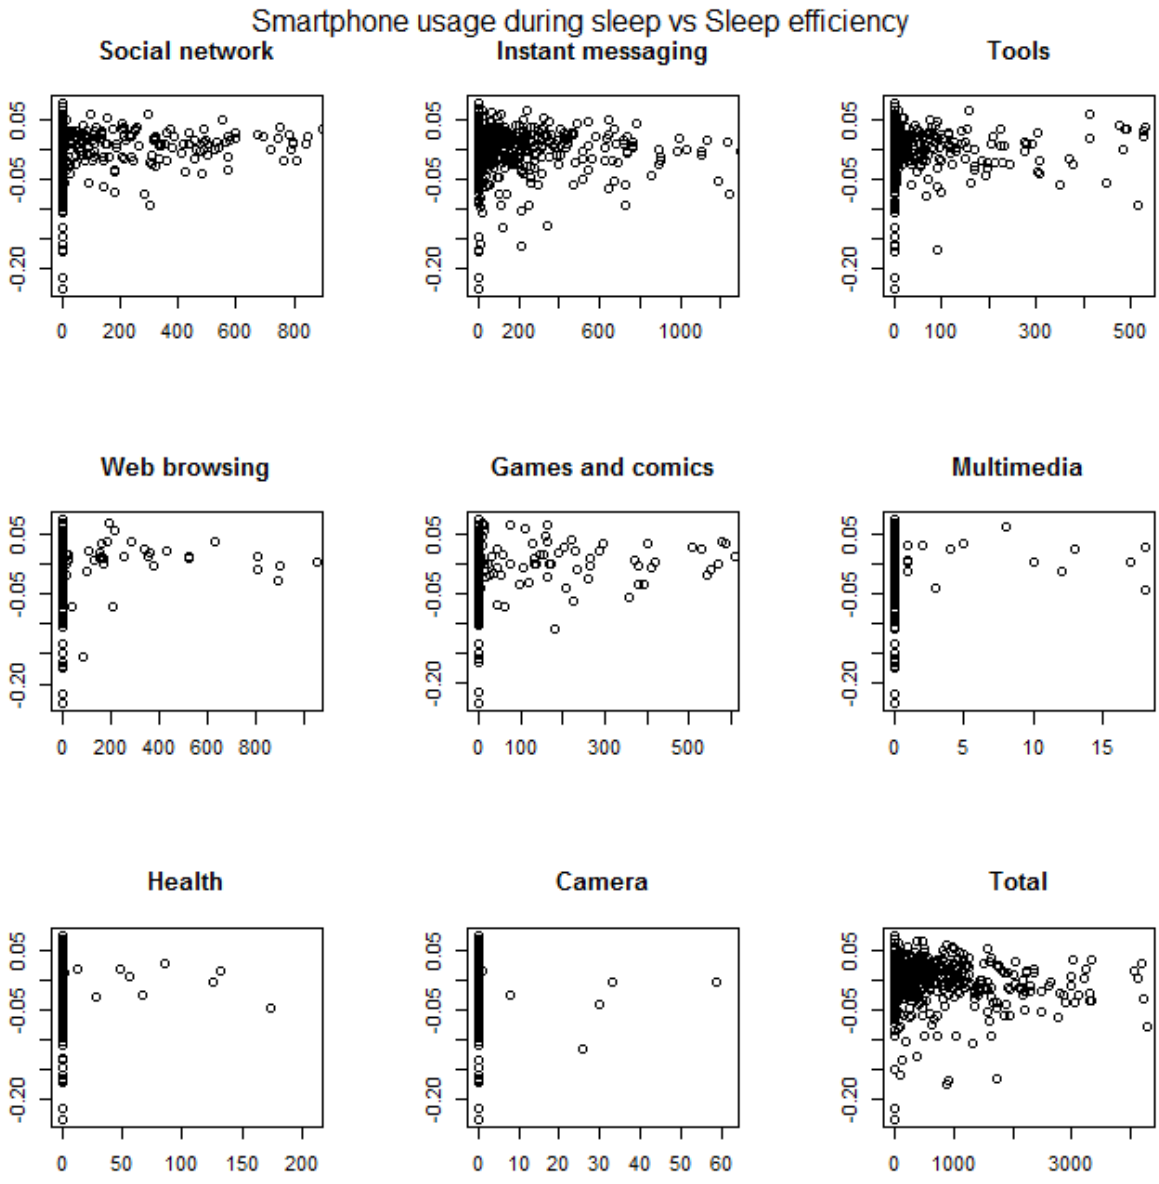 Smartphone usage during sleep vs Sleep efficiency
Social network Instant messaging Tools
0.05 0.05 0.05
-0.05 -0.05 -0.05
-0.20 -0.20 -0.20
0 200 400 600 800 0 200 600 1000 0 100 300 500
Web browsing Games and comics Multimedia
0.05 0.05 0.05
-0.05 -0.05 -0.05
-0.20 -0.20 -0.20
0 200 400 600 800 0 100 300 500 0 5 10 15
Health Camera Total
0.05 0.05 0.05
-0.05 -0.05 -0.05
-0.20 -0.20 -0.20
0 50 100 150 200 0 10 20 30 40 50 60 0 1000 3000